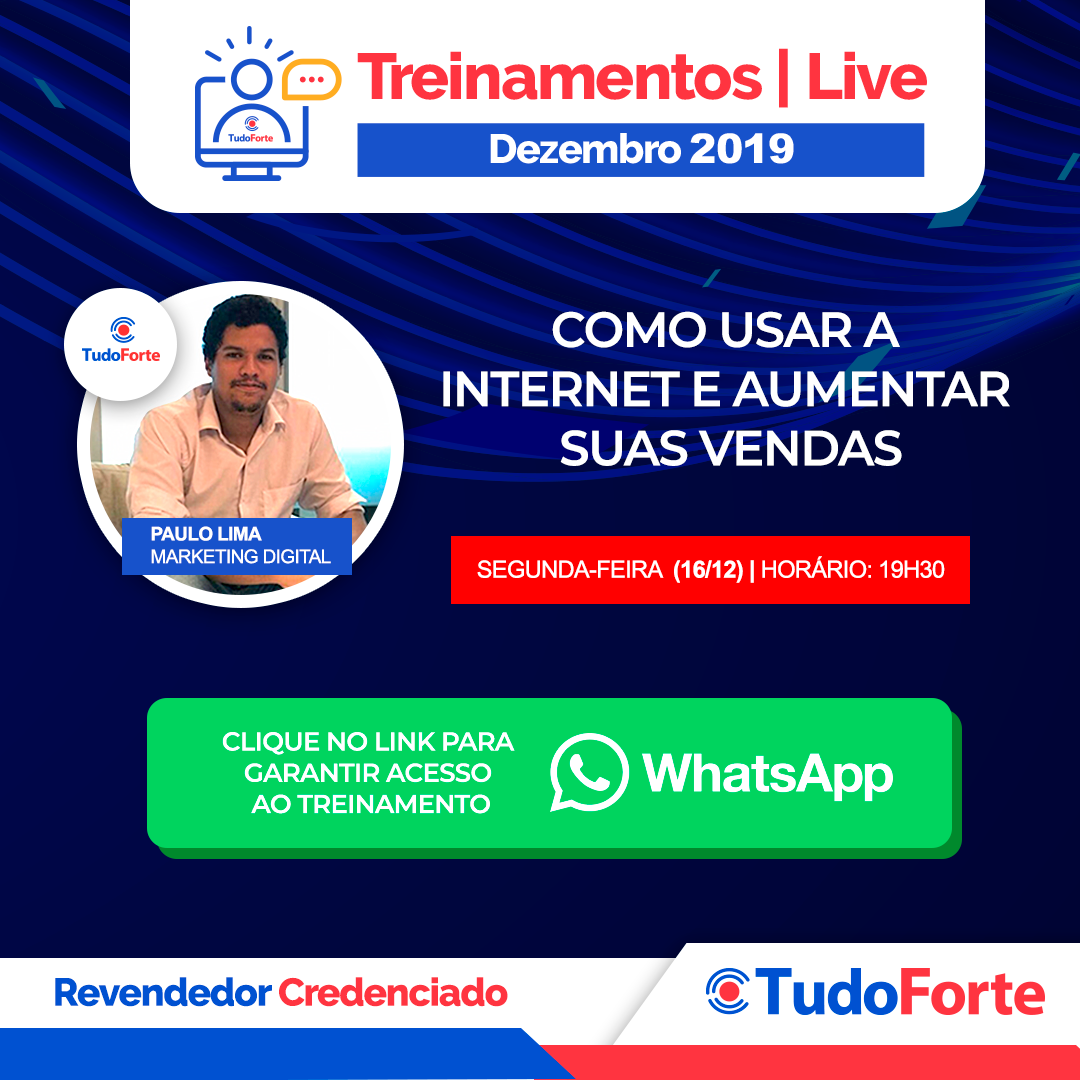 Treinamentos | Live
Dezembro 2019
TudoForte
TudoForte
COMO USAR A
INTERNET E AUMENTAR
SUAS VENDAS
PAULO LIMA
MARKETING DIGITAL
SEGUNDA-FEIRA (16/12) | HORÁRIO: 19H30
CLIQUE NO LINK PARA
GARANTIR ACESSO
AO TREINAMENTO
WhatsApp
Revendedor Credenciado
TudoForte